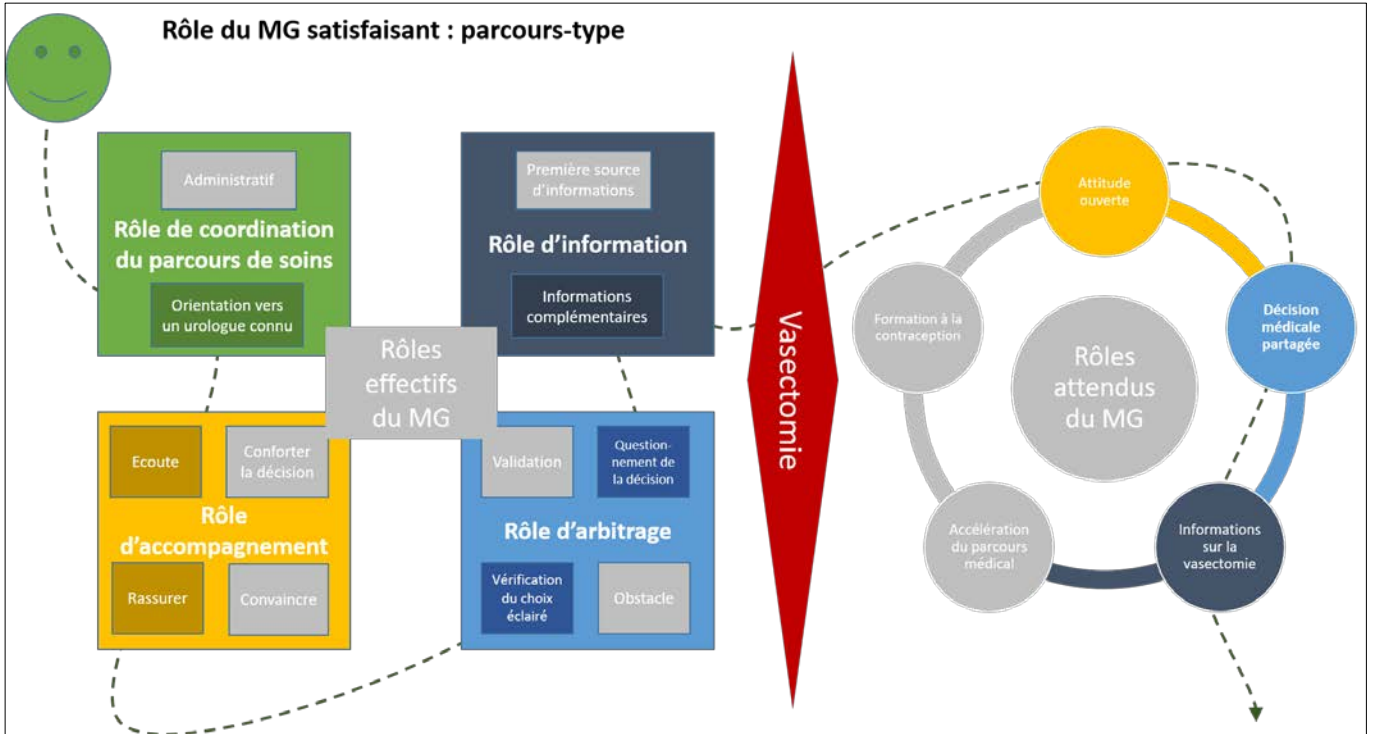 Rôle du MG satisfaisant : parcours-type
Administratif
Rôle de coordination
du parcours de soins
Orientation vers
un urologue connu
Première source
d'informations
Rôle d'information
Informations
complémentaires
Rôles
effectifs
du MG
Ecoute
Conforter
la décision
Rôle
d'accompagnement
Rassurer
Convaincre
Validation
Question-
nement de
la décision
Rôle d'arbitrage
Vérification
du choix
éclairé
Obstacle
Vasectomie
Attitude
ouverte
Décision
médicale
partagée
Informations
sur la
vasectomie
Accélération
du parcours
médical
Formation à la
contraception
Rôles
attendus
du MG